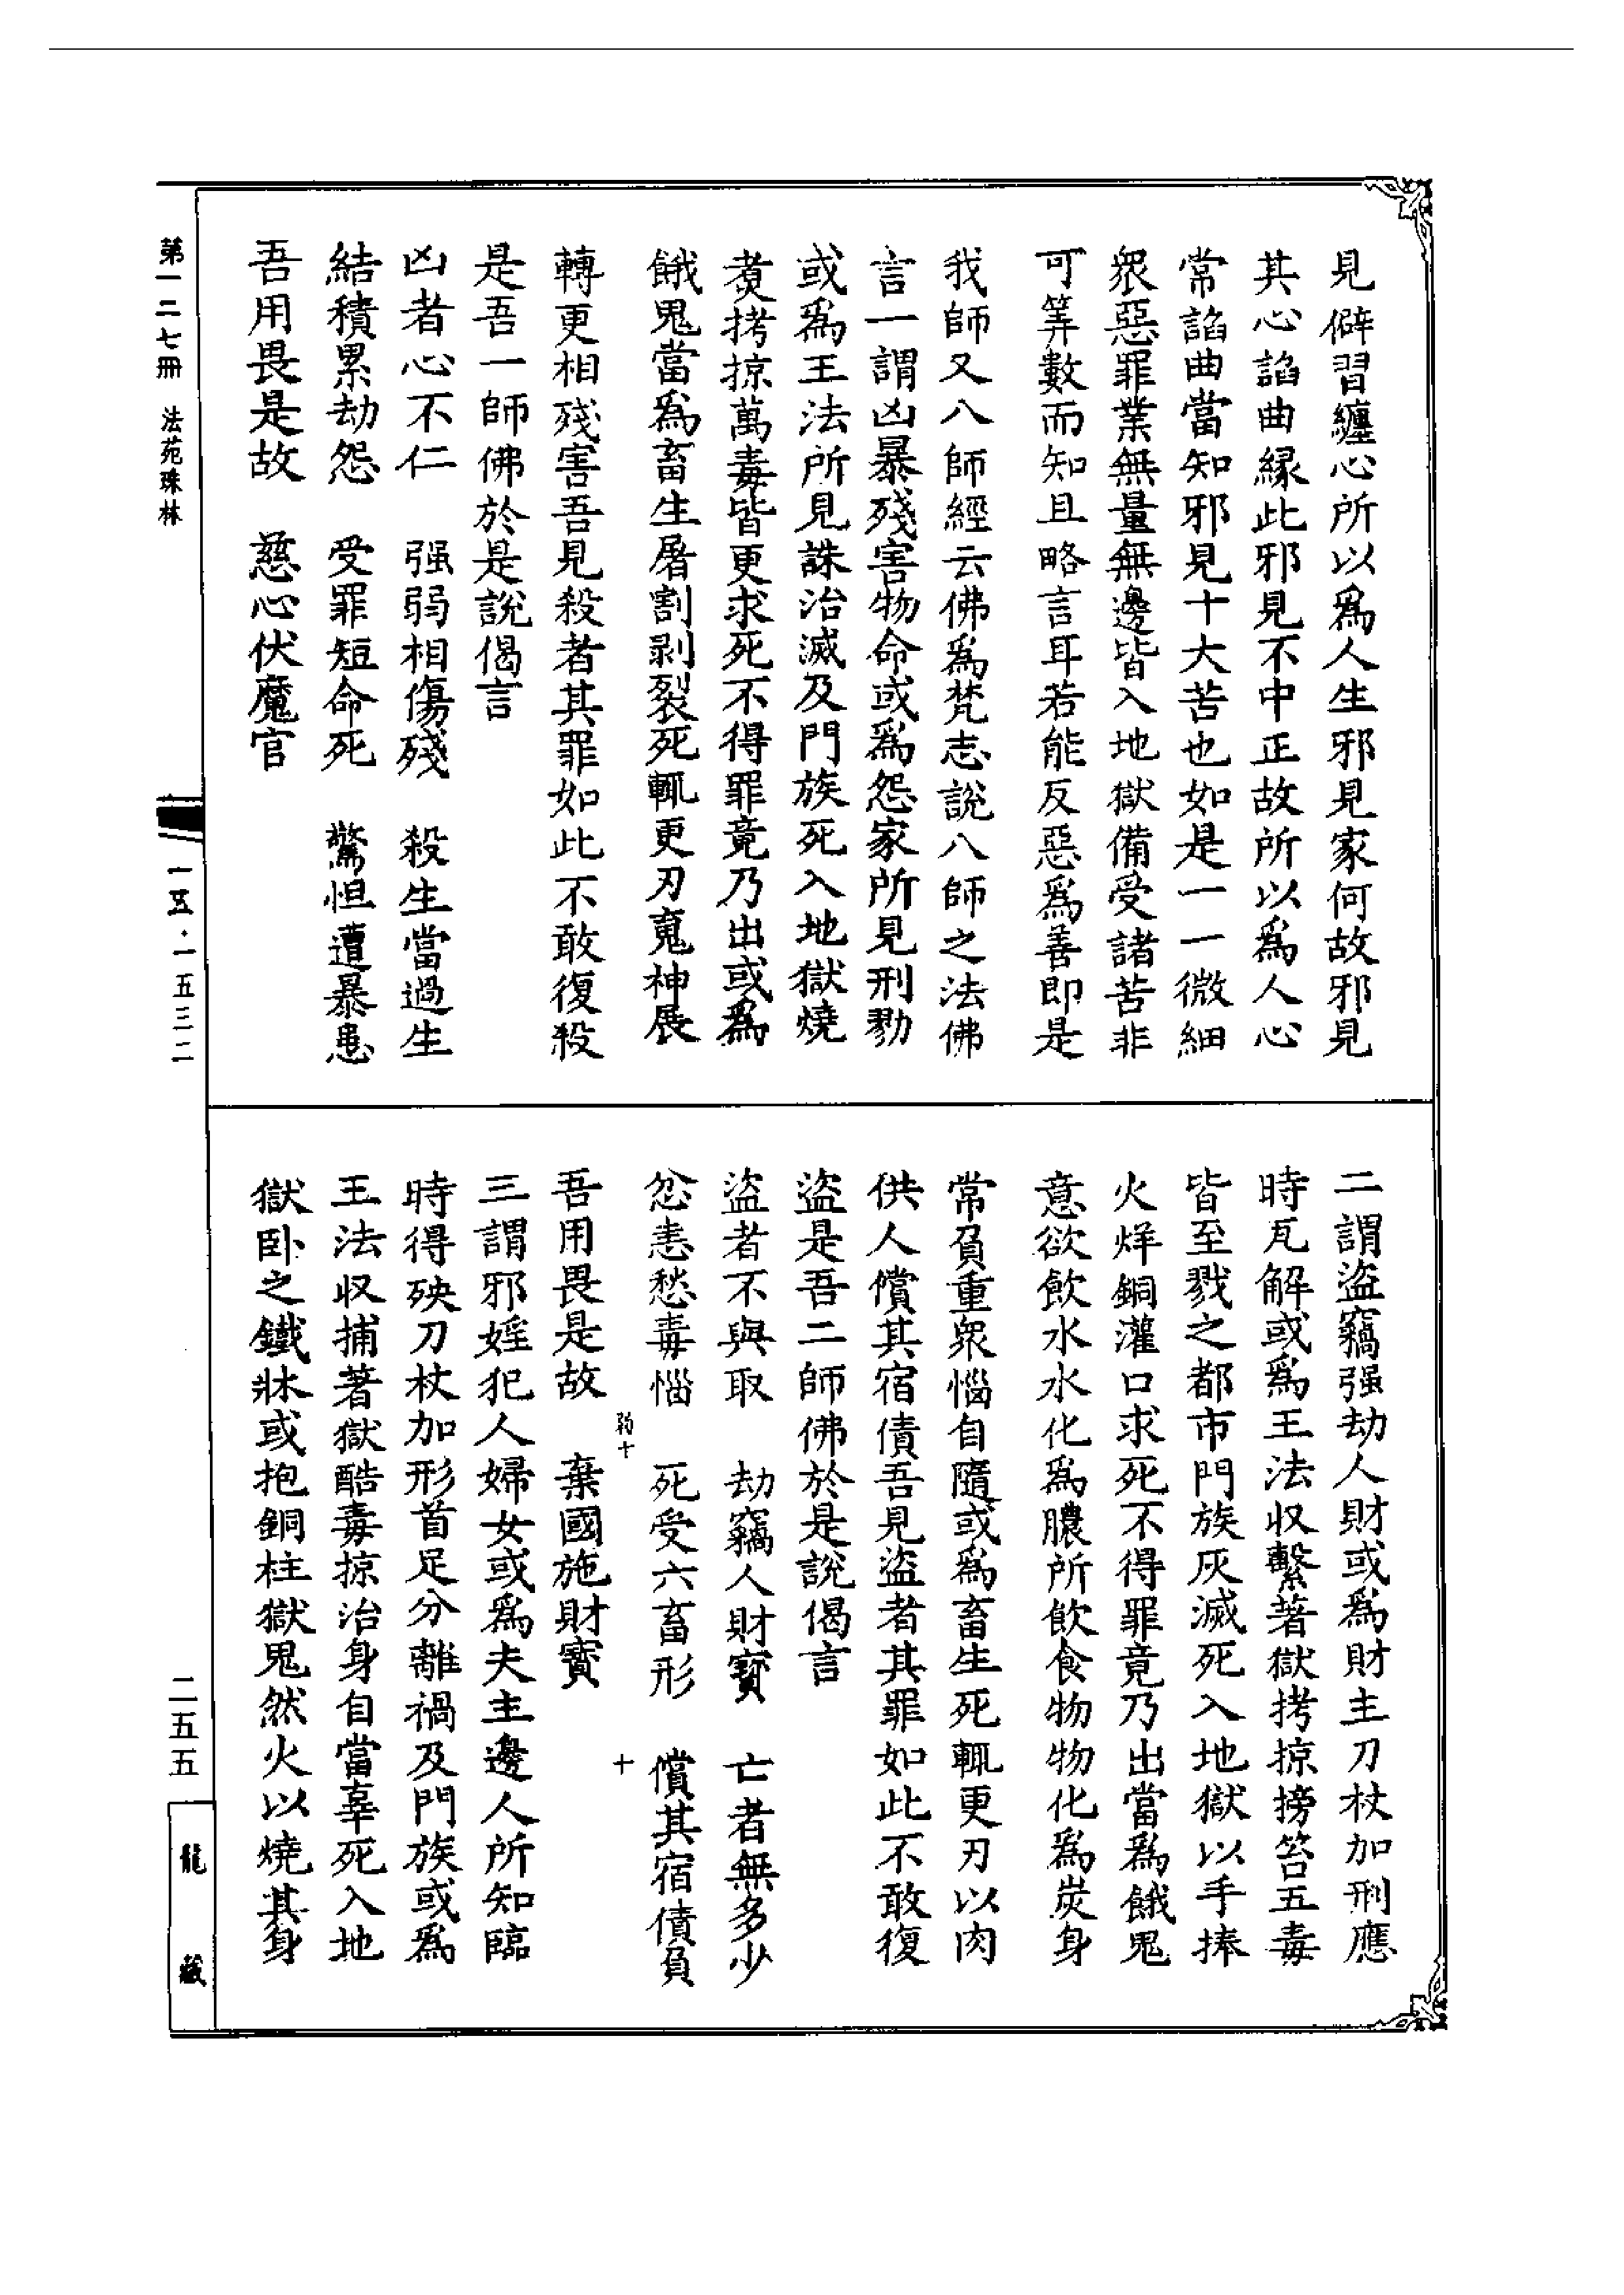 見僻習纏心所以爲人生邪見家何故邪見
其心諂曲緣此邪見不中正故所以爲人心
常諂曲當知邪見十大苦也如是一一微細
衆惡罪業無量無邊皆入地獄備受諸苦非
可筭數而知且略言耳若能反惡爲善即是
我師又八師經云佛爲梵志說八師之法佛
言一謂凶暴殘害物命或爲怨家所見刑勠
或爲王法所見誅治滅及門族死入地獄燒
煑拷掠萬毒皆更求死不得罪竟乃出或爲
餓鬼當爲畜生屠割剥裂死輒更刃䰟神展
轉更相殘害吾見殺者其罪如此不敢復殺
是吾一師佛於是說偈言
凶者心不仁　强弱相傷殘　殺生當過生
結積累劫怨　受罪短命死　驚怛遭暴患
吾用畏是故　慈心伏魔官
二謂盜竊强劫人財或爲財主刀杖加刑應
時瓦解或爲王法収繫著獄拷掠搒笞五毒
皆至戮之都市門族灰滅死入地獄以手捧
火烊銅灌口求死不得罪竟乃出當爲餓鬼
意欲飲水水化爲膿所飲食物物化爲炭身
常負重衆惱自隨或爲畜生死輒更刃以肉
供人償其宿債吾見盜者其罪如此不敢復
盜是吾二師佛於是說偈言
盜者不與取　劫竊人財寶　亡者無多少
忿恚愁毒惱　死受六畜形　償其宿債負
十
吾用畏是故　棄國施財寶
三謂邪婬犯人婦女或爲夫主邊人所知臨
時得殃刀杖加形首足分離禍及門族或爲
王法収捕著獄酷毒掠治身自當辜死入地
獄卧之鐵牀或抱銅柱獄鬼然火以燒其身
第一二七冊　法苑珠林
一五·一五三二
二五五
龍藏